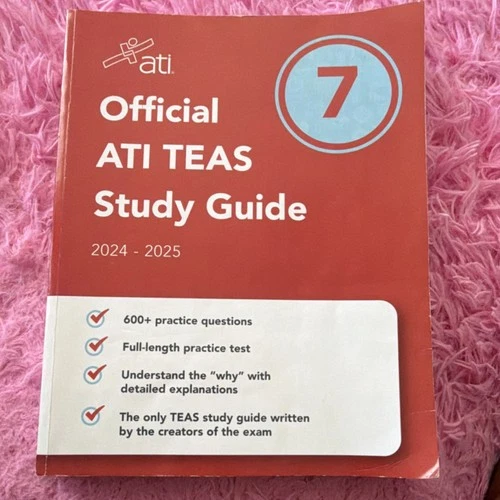 ati
7
Official
ATI TEAS
Study Guide
2024 - 2025
600+ practice questions
Full-length practice test
Understand the "why" with
detailed explanations
The only TEAS study guide written
by the creators of the exam